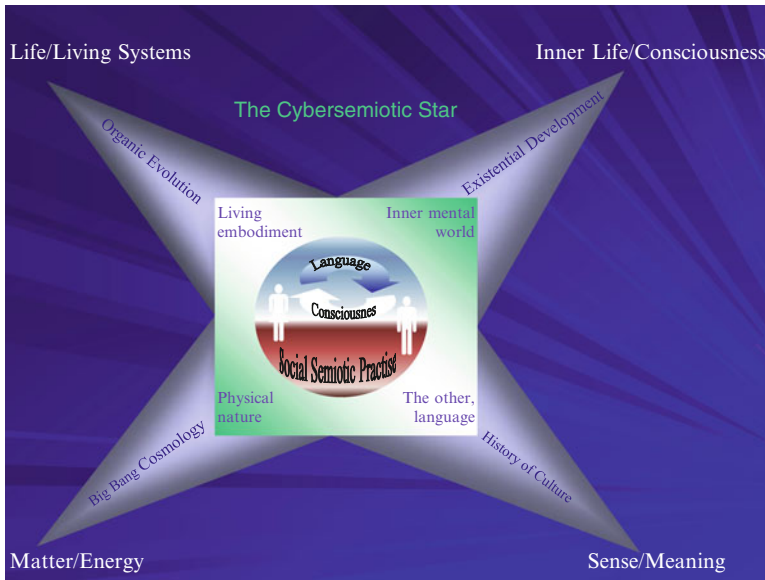 Life/Living Systems
Inner Life/Consciousness
The Cybersemiotic Star
Organic Evolution
Existential Development
Living
embodiment
Inner mental
world
Language
Consciousnes
Social Semiotic Practise
Physical
nature
The other,
language
Big Bang Cosmology
History of Culture
Matter/Energy
Sense/Meaning